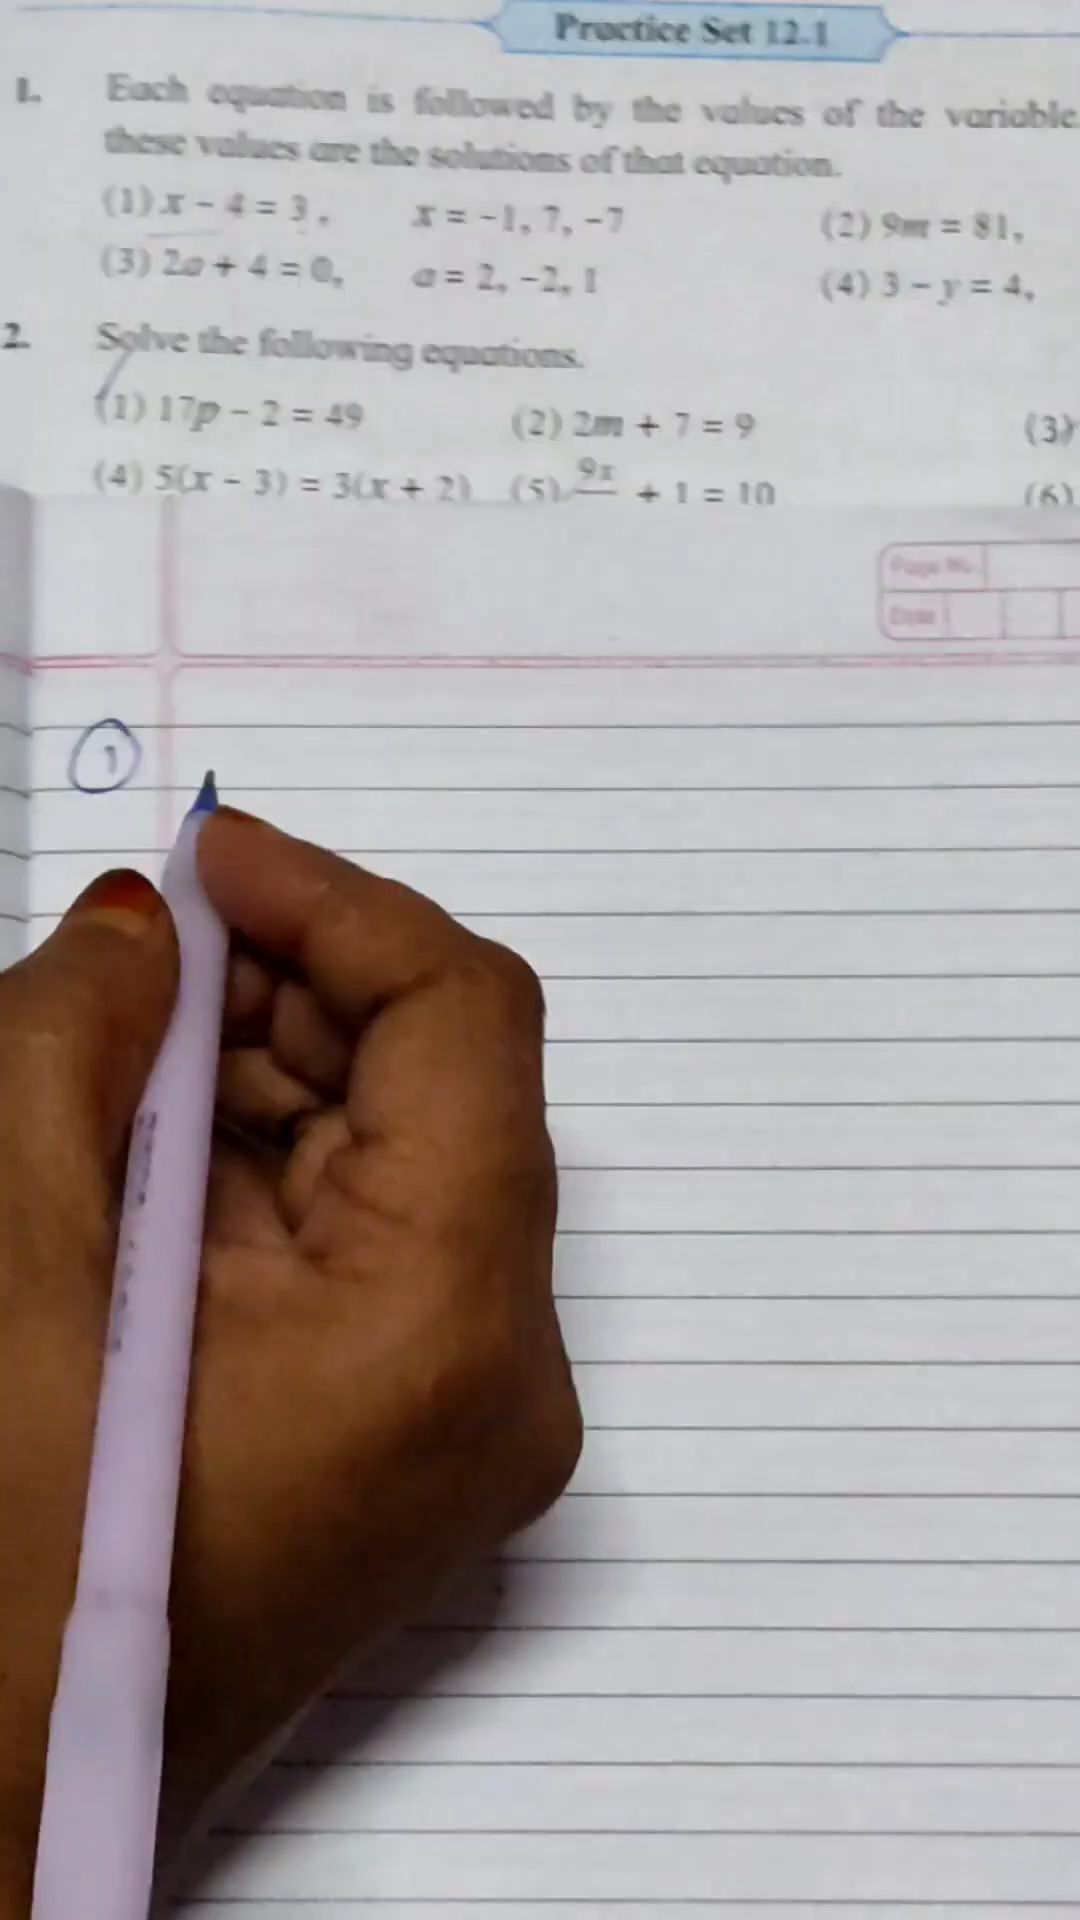 Practice Set 12.1
1. Each equation is followed by the values of the variable.
these values are the solutions of that equation.
(1) x - 4 = 3, x = -1, 7, -7 (2) 9m = 81,
(3) 2a + 4 = 0, a = 2, -2, 1 (4) 3 - y = 4,
2. Solve the following equations.
(1) 17p - 2 = 49 (2) 2m + 7 = 9 (3)
(4) 5(x - 3) = 3(x + 2) (5) 9x + 1 = 10 (6)
Page No.
Date
1